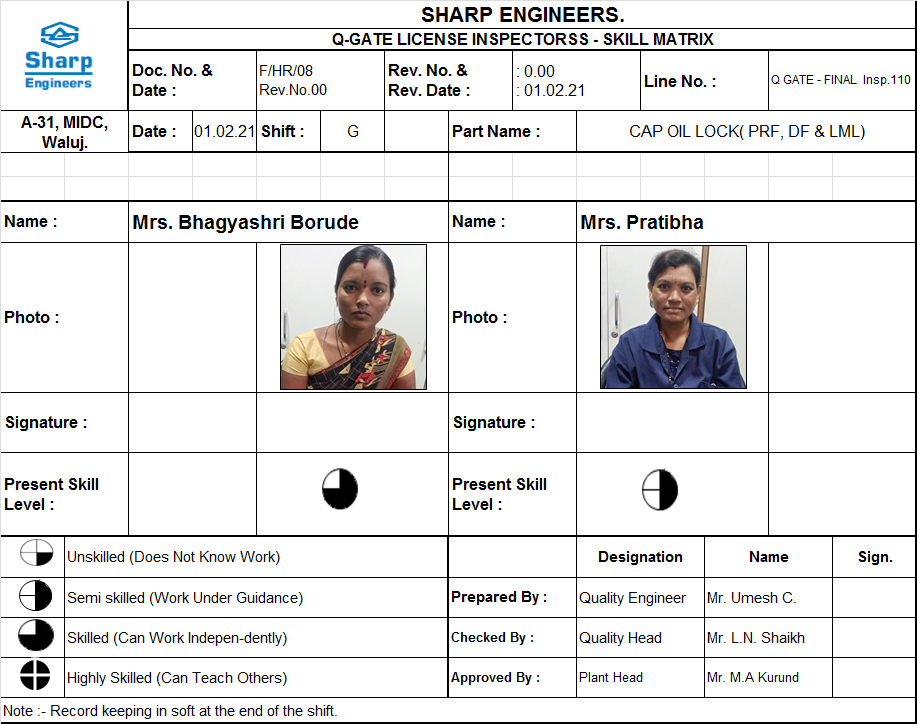 SHARP ENGINEERS.
Q-GATE LICENSE INSPECTORSS - SKILL MATRIX
Sharp
Engineers
Doc. No. &
Date :
F/HR/08
Rev.No.00
Rev. No. &
Rev. Date :
: 0.00
: 01.02.21
Line No. :
Q GATE - FINAL Insp.110
A-31, MIDC,
Waluj.
Date :
01.02.21
Shift :
G
Part Name :
CAP OIL LOCK( PRF, DF & LML)
Name :
Mrs. Bhagyashri Borude
Name :
Mrs. Pratibha
Photo :
Photo :
Signature :
Signature :
Present Skill
Level :
Present Skill
Level :
Unskilled (Does Not Know Work)
Designation
Name
Sign.
Semi skilled (Work Under Guidance)
Prepared By :
Quality Engineer
Mr. Umesh C.
Skilled (Can Work Indepen-dently)
Checked By :
Quality Head
Mr. L.N. Shaikh
Highly Skilled (Can Teach Others)
Approved By :
Plant Head
Mr. M.A Kurund
Note :- Record keeping in soft at the end of the shift.